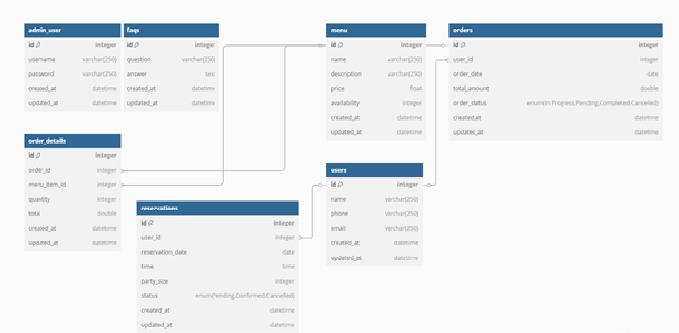 admin_user
id integer
username varchar(250)
password varchar(250)
created_at datetime
updated_at datetime
faqs
id integer
question varchar(250)
answer text
created_at datetime
updated_at datetime
menu
id integer
name varchar(250)
description varchar(250)
price float
availability integer
created_at datetime
updated_at datetime
orders
id integer
user_id integer
order_date date
total_amount double
order_status enum(In Progress,Pending,Completed,Cancelled)
created_at datetime
updated_at datetime
order_details
id integer
order_id integer
menu_item_id integer
quantity integer
total double
created_at datetime
updated_at datetime
users
id integer
name varchar(250)
phone varchar(250)
email varchar(250)
created_at datetime
updated_at datetime
reservations
id integer
user_id integer
reservation_date date
time time
party_size integer
status enum(Pending,Confirmed,Cancelled)
created_at datetime
updated_at datetime